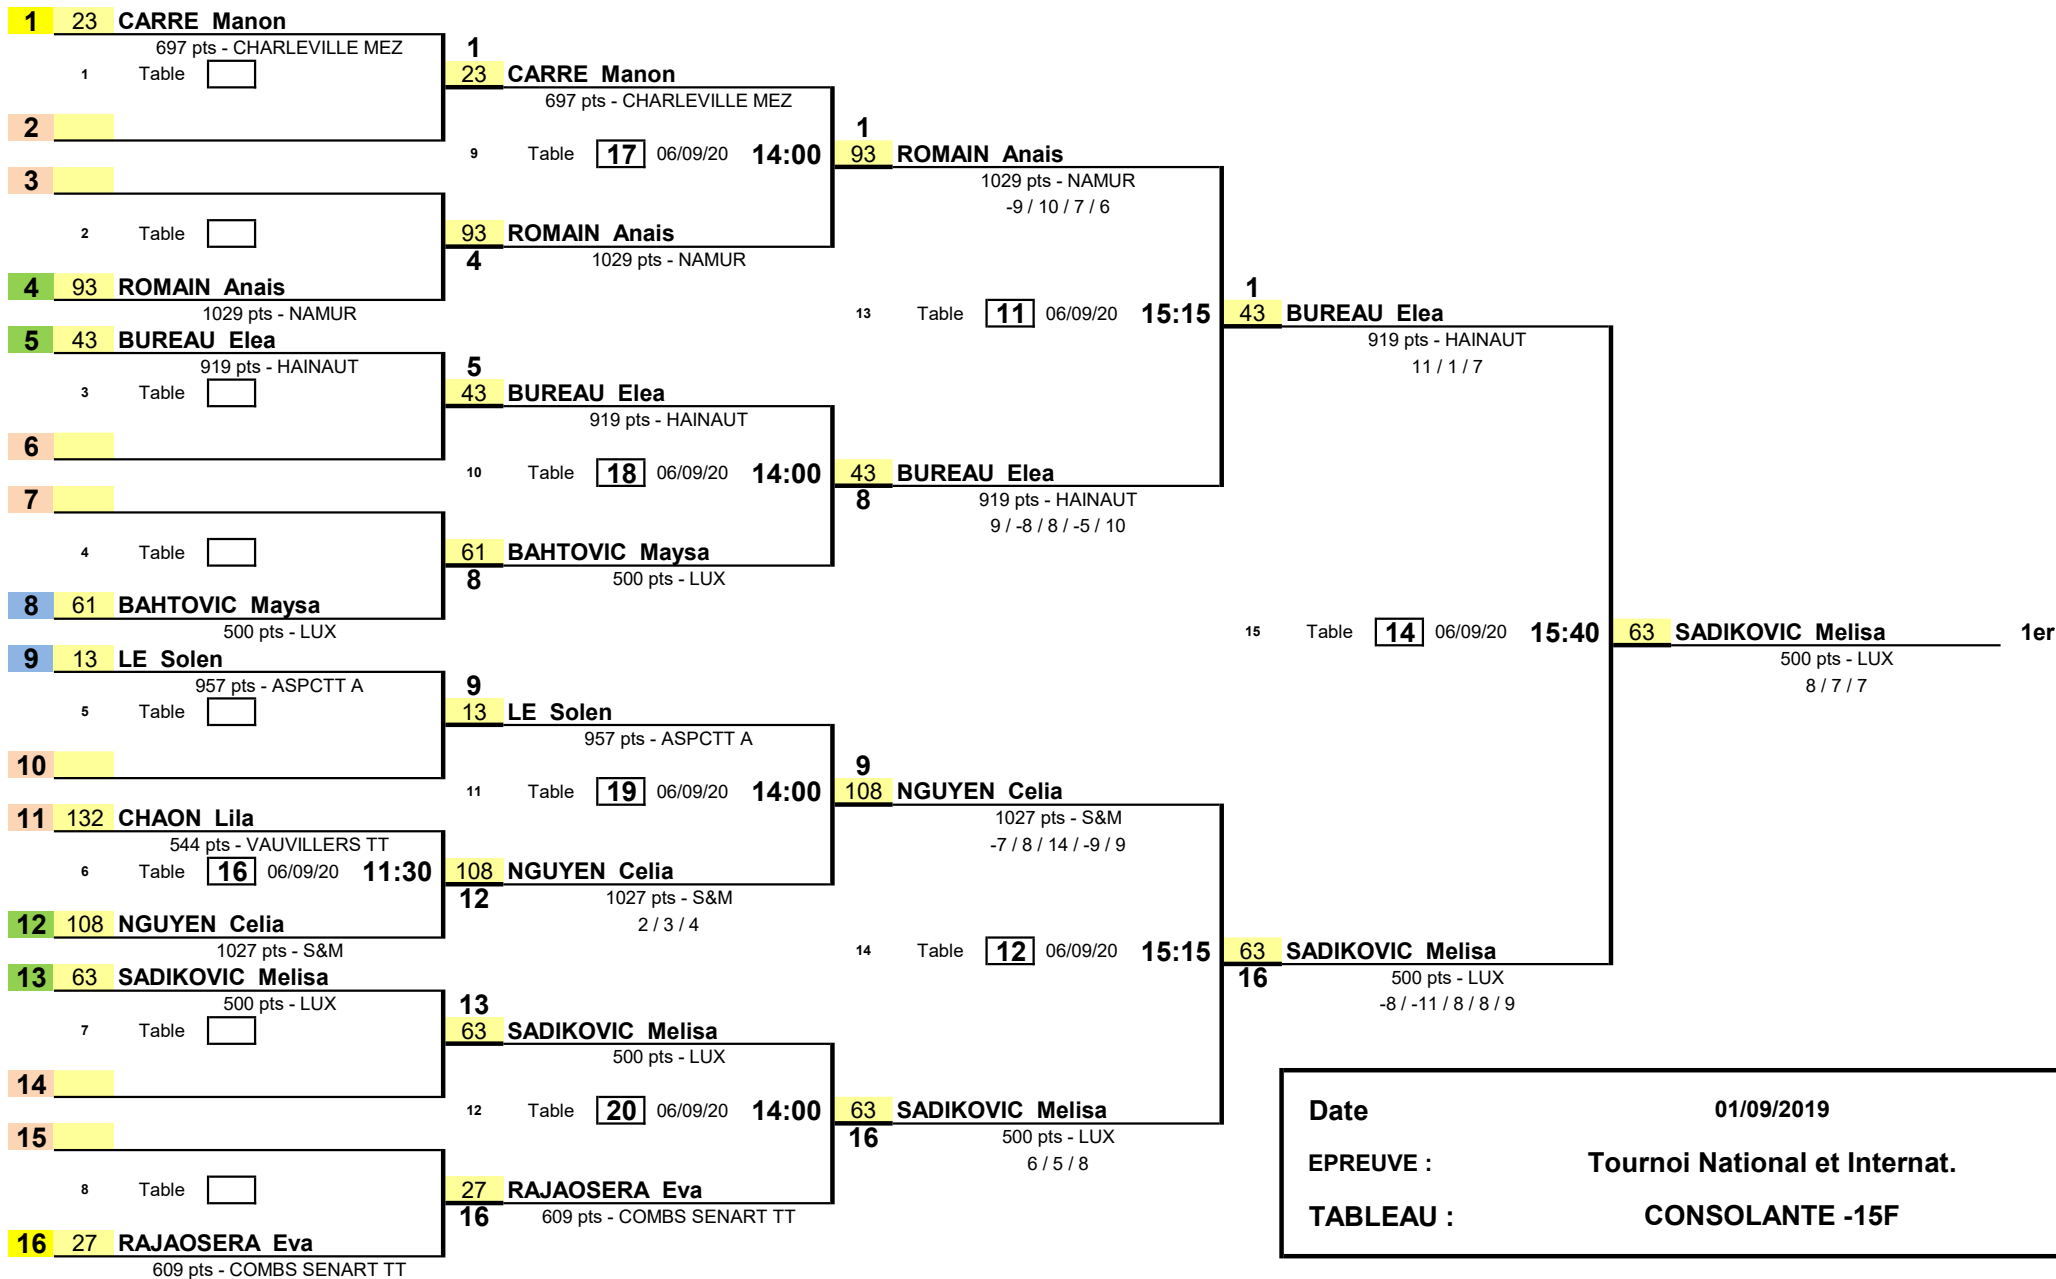 1 23 CARRE Manon
697 pts - CHARLEVILLE MEZ
1 Table
2
3
2 Table
4 93 ROMAIN Anais
1029 pts - NAMUR
5 43 BUREAU Elea
919 pts - HAINAUT
3 Table
6
7
4 Table
8 61 BAHTOVIC Maysa
500 pts - LUX
9 13 LE Solen
957 pts - ASPCTT A
5 Table
10
11 132 CHAON Lila
544 pts - VAUVILLERS TT
6 Table 16 06/09/20 11:30
12 108 NGUYEN Celia
1027 pts - S&M
13 63 SADIKOVIC Melisa
500 pts - LUX
7 Table
14
15
8 Table
16 27 RAJAOSERA Eva
609 pts - COMBS SENART TT
1
23 CARRE Manon
697 pts - CHARLEVILLE MEZ
9 Table 17 06/09/20 14:00
93 ROMAIN Anais
4 1029 pts - NAMUR
5
43 BUREAU Elea
919 pts - HAINAUT
10 Table 18 06/09/20 14:00
61 BAHTOVIC Maysa
8 500 pts - LUX
9
13 LE Solen
957 pts - ASPCTT A
11 Table 19 06/09/20 14:00
108 NGUYEN Celia
12 1027 pts - S&M
2 / 3 / 4
13
63 SADIKOVIC Melisa
500 pts - LUX
12 Table 20 06/09/20 14:00
27 RAJAOSERA Eva
16 609 pts - COMBS SENART TT
1
93 ROMAIN Anais
1029 pts - NAMUR
-9 / 10 / 7 / 6
13 Table 11 06/09/20 15:15
43 BUREAU Elea
8 919 pts - HAINAUT
9 / -8 / 8 / -5 / 10
9
108 NGUYEN Celia
1027 pts - S&M
-7 / 8 / 14 / -9 / 9
14 Table 12 06/09/20 15:15
63 SADIKOVIC Melisa
16 500 pts - LUX
6 / 5 / 8
1
43 BUREAU Elea
919 pts - HAINAUT
11 / 1 / 7
15 Table 14 06/09/20 15:40
63 SADIKOVIC Melisa
16 500 pts - LUX
-8 / -11 / 8 / 8 / 9
63 SADIKOVIC Melisa 1er
500 pts - LUX
8 / 7 / 7
Date 01/09/2019
EPREUVE : Tournoi National et Internat.
TABLEAU : CONSOLANTE -15F